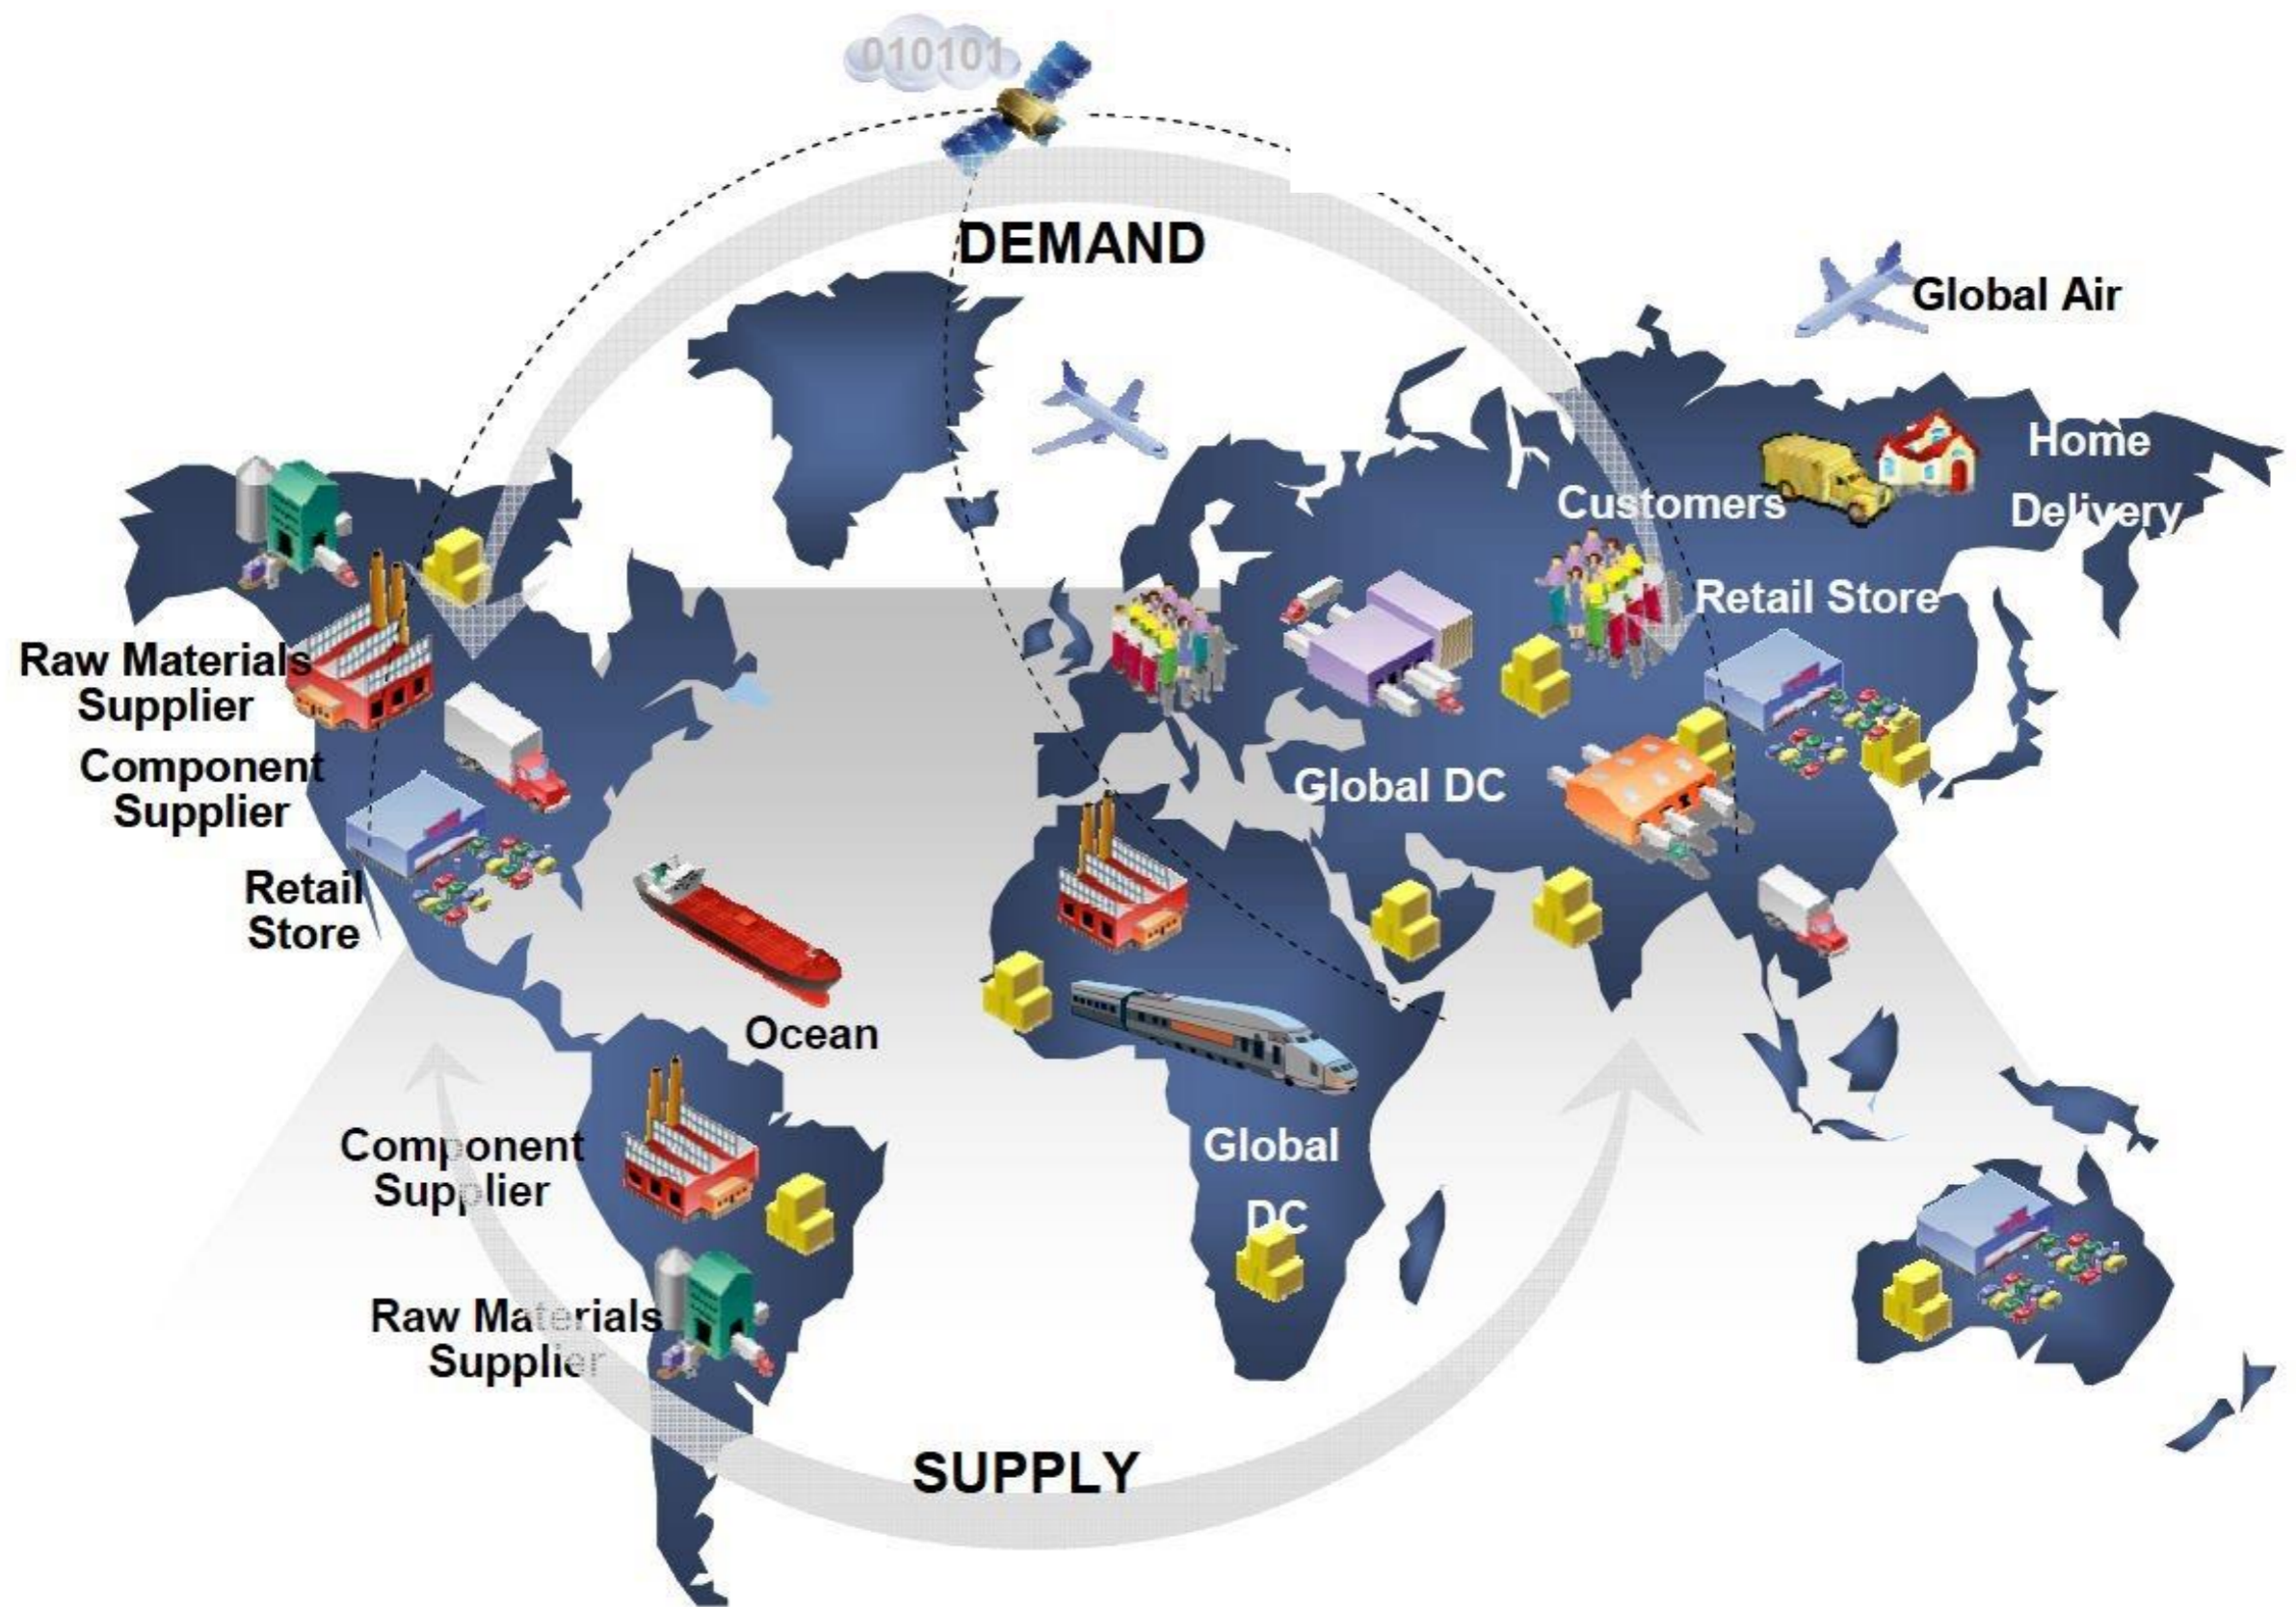 010101
DEMAND
Global Air
Home
Delivery
Customers
Retail Store
Raw Materials
Supplier
Component
Supplier
Global DC
Retail
Store
Ocean
Component
Supplier
Global
DC
Raw Materials
Supplier
SUPPLY